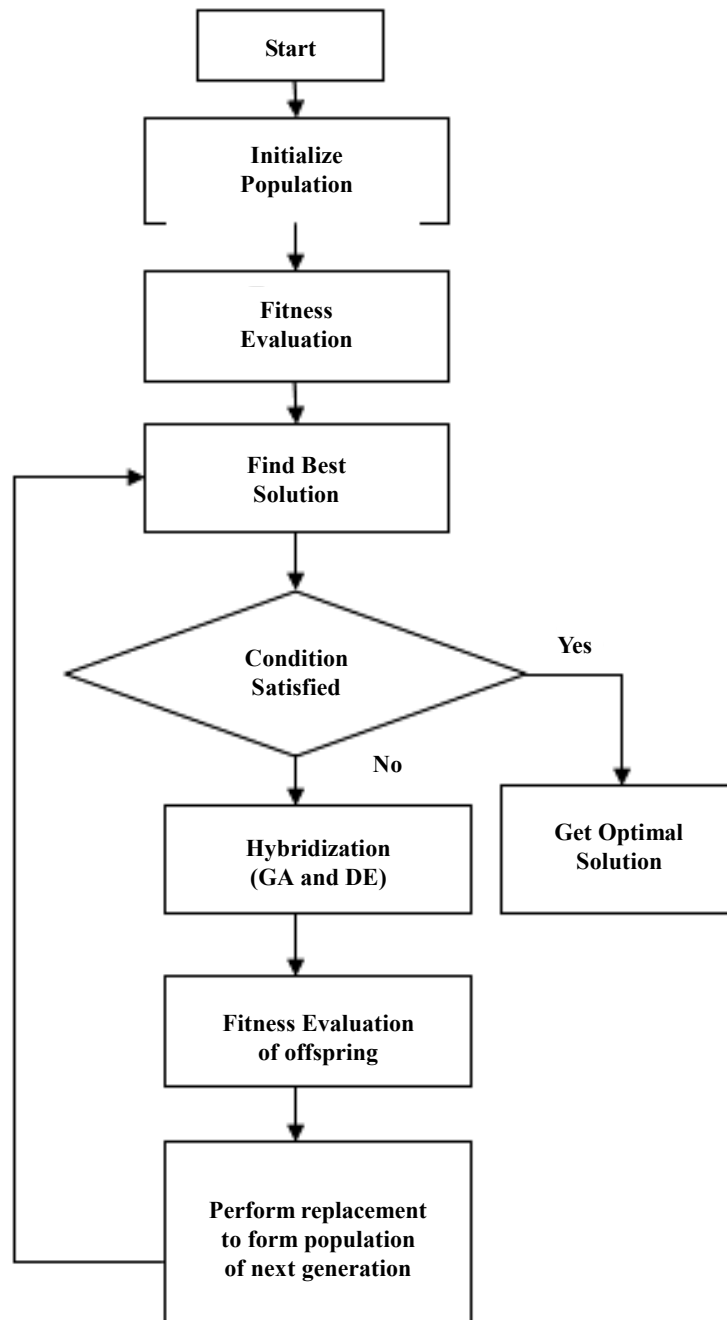 Start
Initialize
Population
Fitness
Evaluation
Find Best
Solution
Condition
Satisfied
Yes
No
Hybridization
(GA and DE)
Get Optimal
Solution
Fitness Evaluation
of offspring
Perform replacement
to form population
of next generation